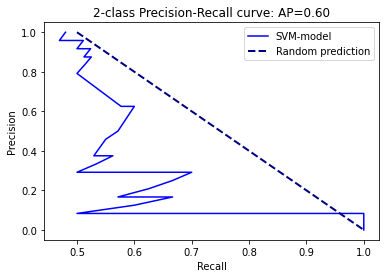 2-class Precision-Recall curve: AP=0.60
SVM-model
Random prediction
Precision
1.0
0.8
0.6
0.4
0.2
0.0
0.5 0.6 0.7 0.8 0.9 1.0
Recall